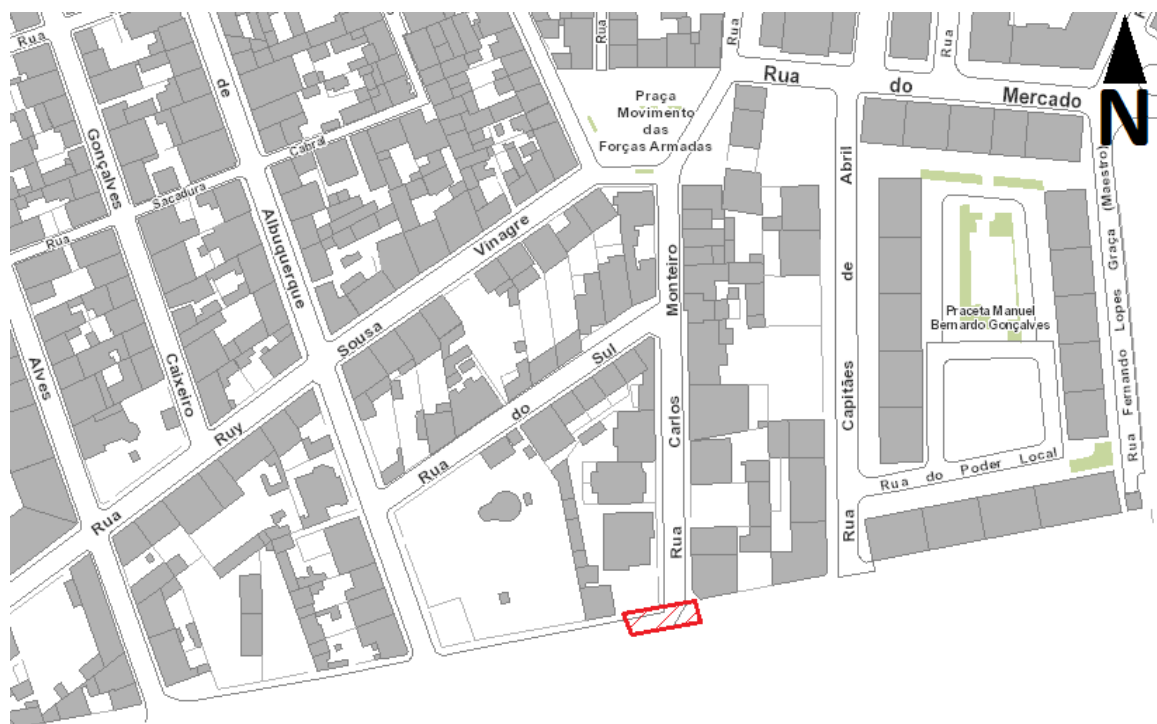 Rua
Rua
Rua
Rua
de
Gonçalves
Cabral
Sacadura
Rua
Albuquerque
Praça
Movimento
das
Forças Armadas
Rua do Mercado
N
Rua Ruy Sousa Vinagre
Alves
Caixeiro
Rua do Sul
Rua Carlos Monteiro
Rua Capitães de Abril
Praceta Manuel
Bernardo Gonçalves
Rua do Poder Local
Rua Fernando Lopes Graça (Maestro)